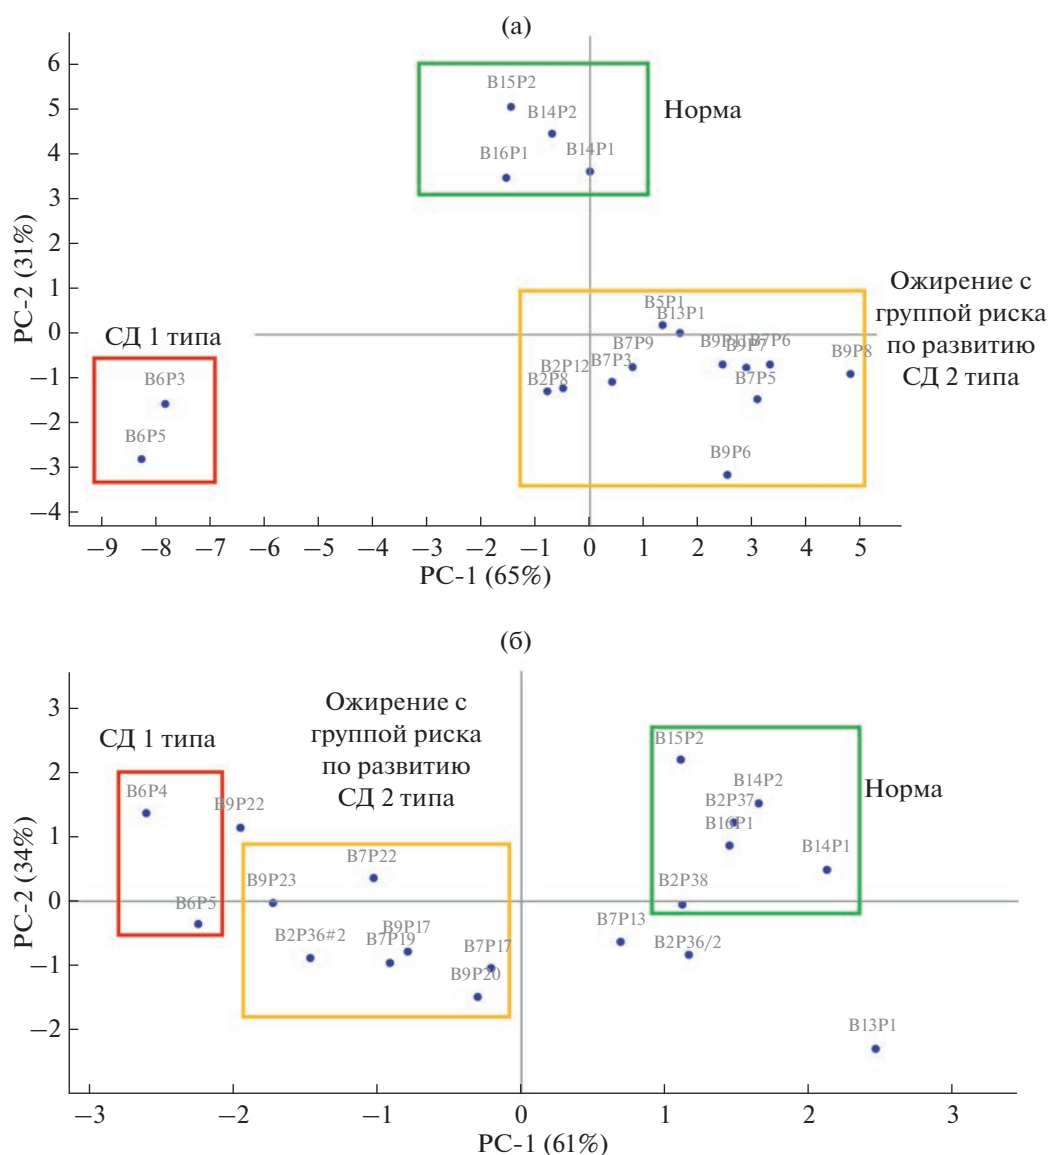 (а)
6
5
4
3
2
1
0
−1
−2
−3
−4
PC-2 (31%)
B15P2
B14P2
B16P1
B14P1
Норма
Ожирение с
группой риска
по развитию
СД 2 типа
СД 1 типа
B6P3
B6P5
B5P1
B13P1
B7P9
B7P3
B2P12
B2P8
B9P7
B7P6
B9P8
B7P5
B9P6
−9 −8 −7 −6 −5 −4 −3 −2 −1 0 1 2 3 4 5
PC-1 (65%)
(б)
3
2
1
0
−1
−2
PC-2 (34%)
СД 1 типа
Ожирение с
группой риска
по развитию
СД 2 типа
Норма
B6P4
B9P22
B6P5
B9P23
B7P22
B2P36#2
B9P17
B7P19
B7P17
B9P20
B15P2
B14P2
B2P37
B16P1
B14P1
B2P38
B7P13
B2P36/2
B13P1
−3 −2 −1 0 1 2 3
PC-1 (61%)